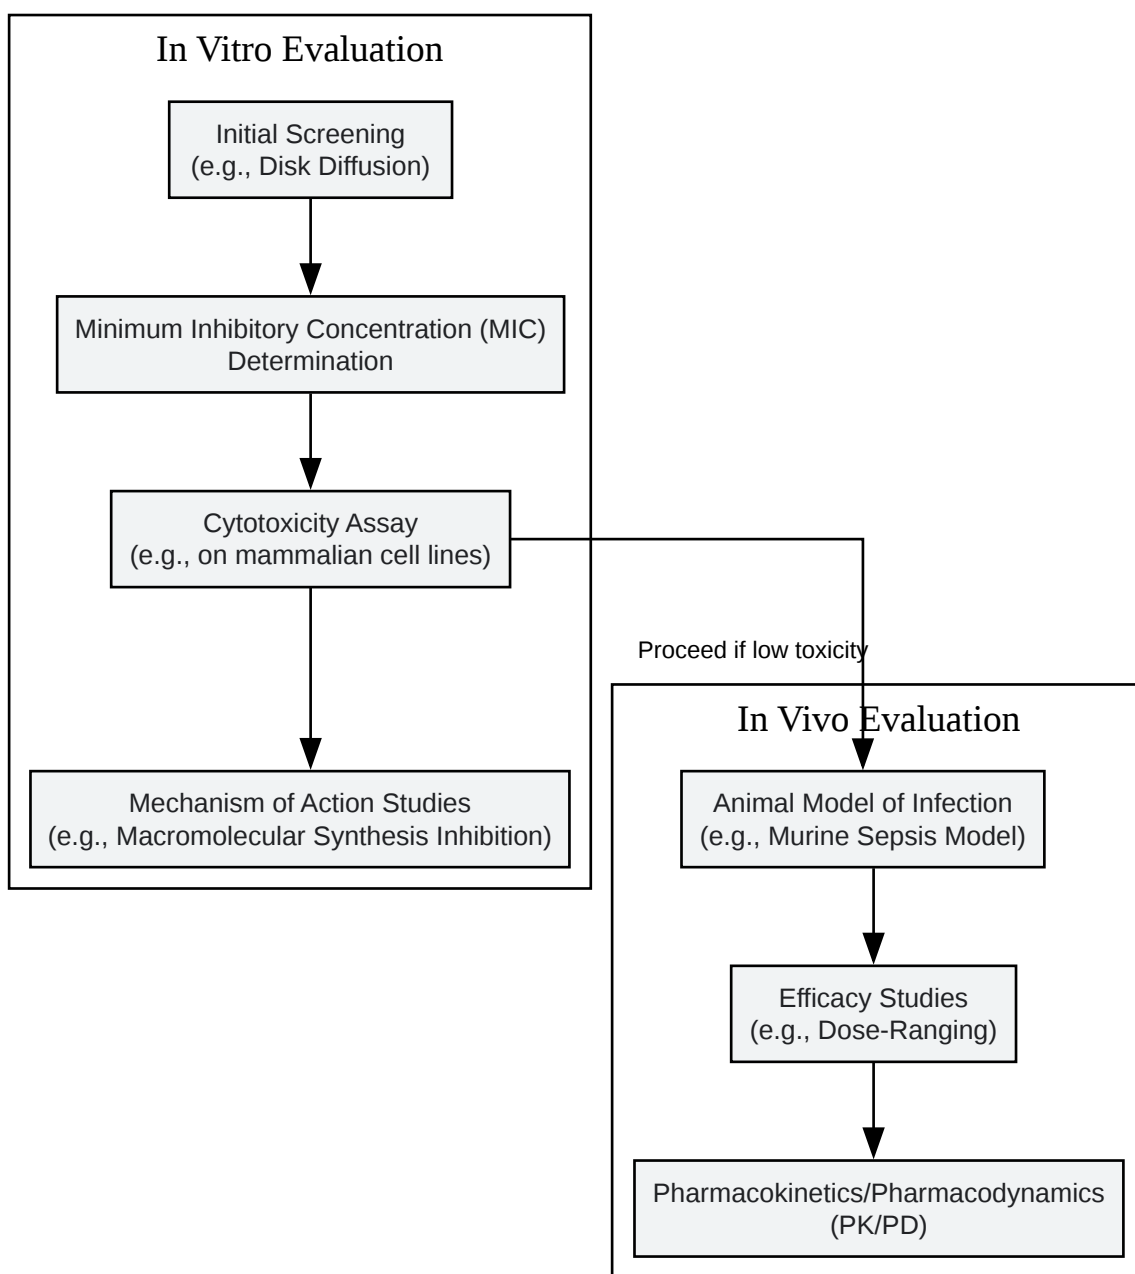 In Vitro Evaluation
Initial Screening
(e.g., Disk Diffusion)
Minimum Inhibitory Concentration (MIC)
Determination
Cytotoxicity Assay
(e.g., on mammalian cell lines)
Mechanism of Action Studies
(e.g., Macromolecular Synthesis Inhibition)
Proceed if low toxicity
In Vivo Evaluation
Animal Model of Infection
(e.g., Murine Sepsis Model)
Efficacy Studies
(e.g., Dose-Ranging)
Pharmacokinetics/Pharmacodynamics
(PK/PD)